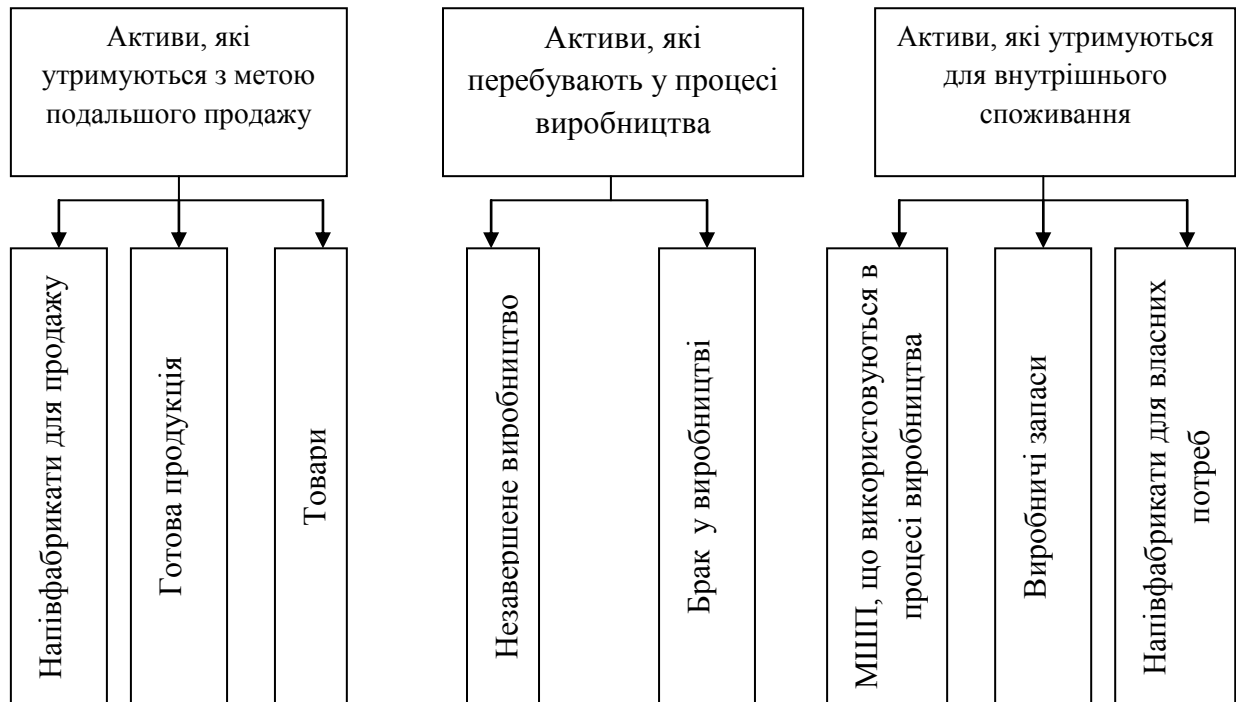 Активи, які
утримуються з метою
подальшого продажу
Активи, які
перебувають у процесі
виробництва
Активи, які утримуються
для внутрішнього
споживання
Напівфабрикати для продажу
Готова продукція
Товари
Незавершене виробництво
Брак у виробництві
МШП, що використовуються в
процесі виробництва
Виробничі запаси
Напівфабрикати для власних
потреб